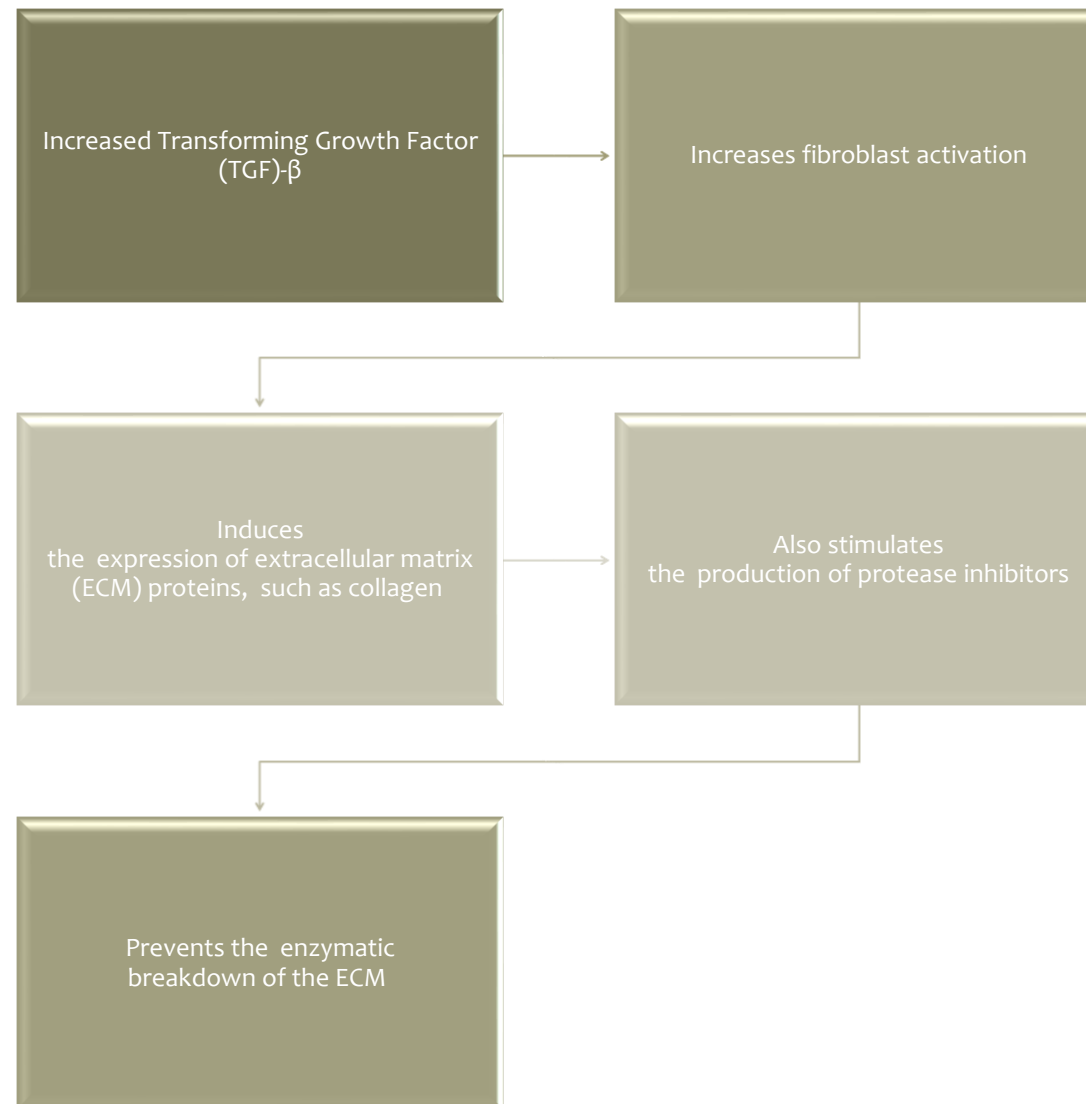 Increased Transforming Growth Factor
(TGF)-β
Increases fibroblast activation
Induces
the  expression of extracellular matrix
(ECM) proteins,  such as collagen
Also stimulates
the  production of protease inhibitors
Prevents the  enzymatic
breakdown of the ECM